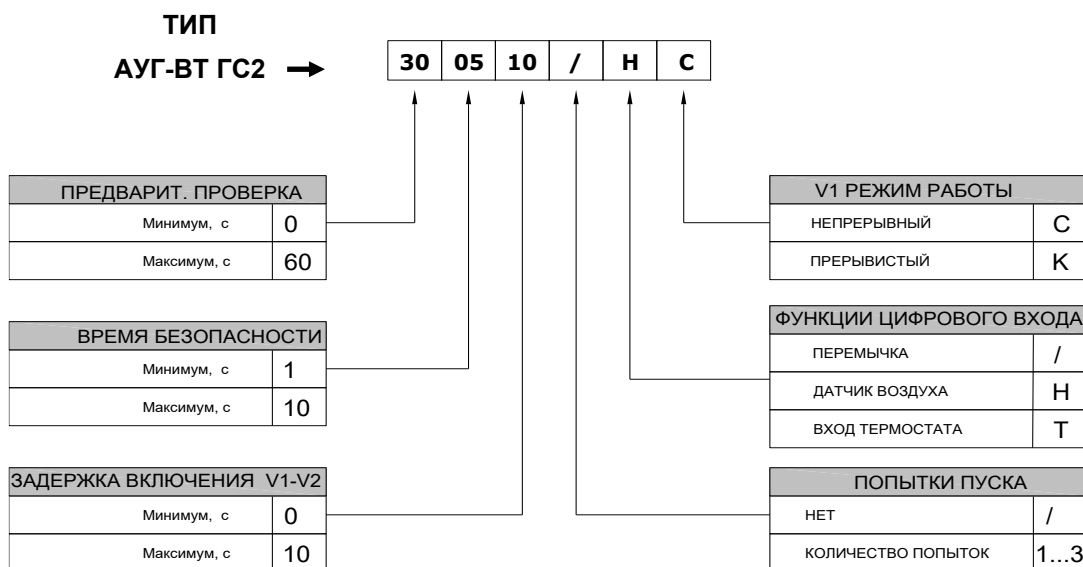 ТИП
АУГ-ВТ ГС2
30 05 10 / Н С
ПРЕДВАРИТ. ПРОВЕРКА
Минимум, с 0
Максимум, с 60
ВРЕМЯ БЕЗОПАСНОСТИ
Минимум, с 1
Максимум, с 10
ЗАДЕРЖКА ВКЛЮЧЕНИЯ V1-V2
Минимум, с 0
Максимум, с 10
V1 РЕЖИМ РАБОТЫ
НЕПРЕРЫВНЫЙ С
ПРЕРЫВИСТЫЙ К
ФУНКЦИИ ЦИФРОВОГО ВХОДА
ПЕРЕМЫЧКА /
ДАТЧИК ВОЗДУХА Н
ВХОД ТЕРМОСТАТА Т
ПОПЫТКИ ПУСКА
НЕТ /
КОЛИЧЕСТВО ПОПЫТОК 1...3